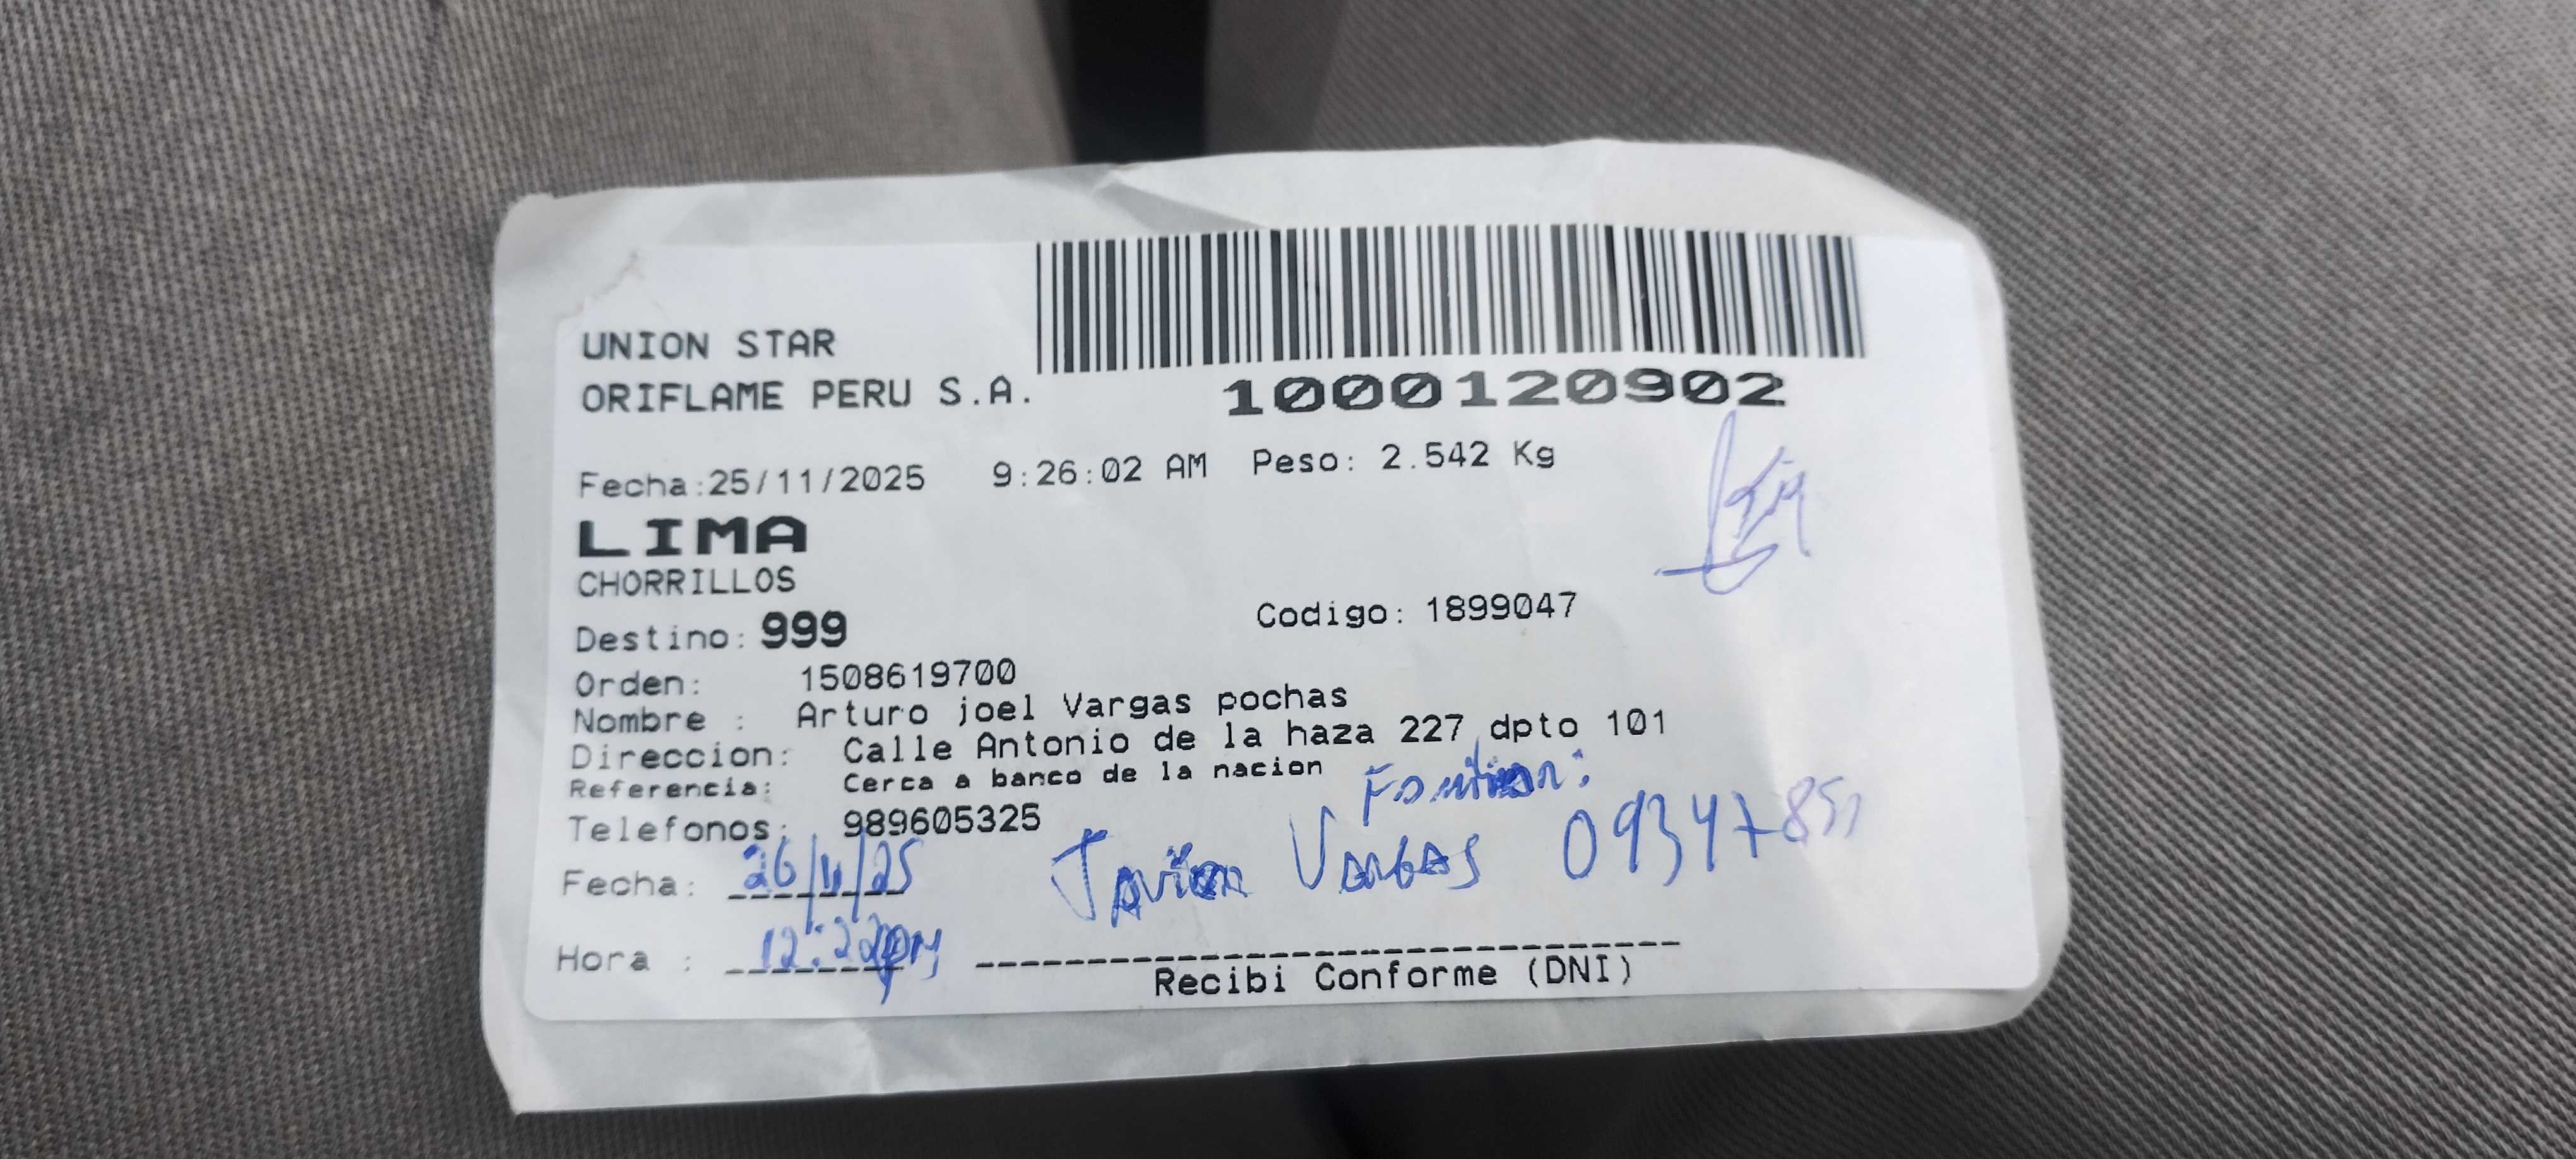 UNION STAR
ORIFLAME PERU S.A.
1000120902
Fecha:25/11/2025 9:26:02 AM Peso: 2.542 Kg
LIMA
CHORRILLOS
Destino: 999 Codigo: 1899047
Orden: 1508619700
Nombre : Arturo joel Vargas pochas
Direccion: Calle Antonio de la haza 227 dpto 101
Referencia: Cerca a banco de la nacion
Telefonos: 989605325
Fecha: 26/11/25 Vargas
Hora : 12:22pm
Recibi Conforme (DNI)